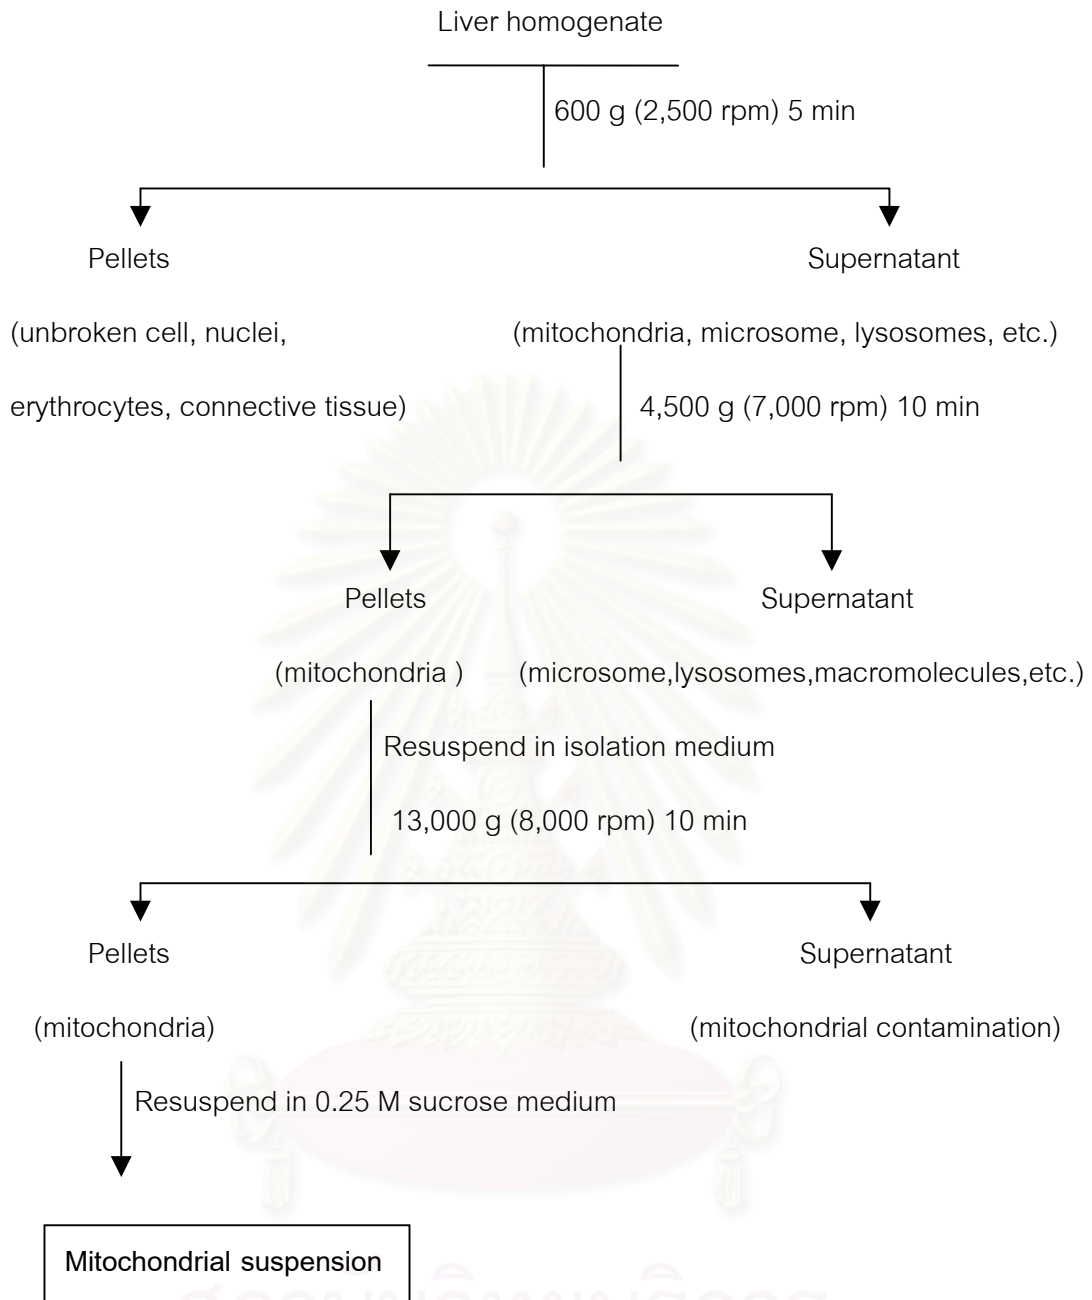 Liver homogenate
600 g (2,500 rpm) 5 min
Pellets
Supernatant
(unbroken cell, nuclei,
(mitochondria, microsome, lysosomes, etc.)
erythrocytes, connective tissue)
4,500 g (7,000 rpm) 10 min
Pellets
Supernatant
(mitochondria )
(microsome,lysosomes,macromolecules,etc.)
Resuspend in isolation medium
13,000 g (8,000 rpm) 10 min
Pellets
Supernatant
(mitochondria)
(mitochondrial contamination)
Resuspend in 0.25 M sucrose medium
Mitochondrial suspension